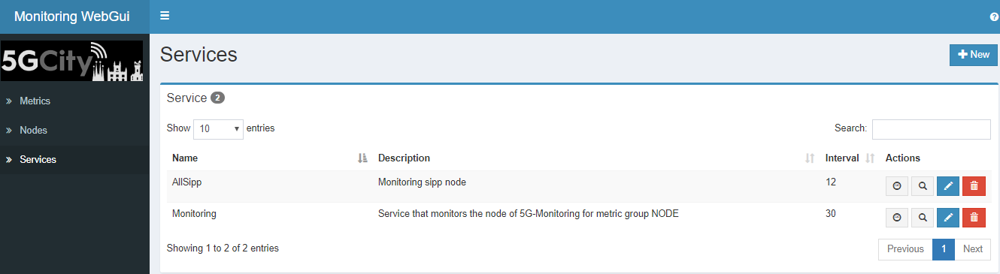 Monitoring WebGui
5GCity
Metrics
Nodes
Services
Services
New
Service 2
Show 10 entries
Search:
Name Description Interval Actions
AllSipp Monitoring sipp node 12
Monitoring Service that monitors the node of 5G-Monitoring for metric group NODE 30
Showing 1 to 2 of 2 entries
Previous 1 Next